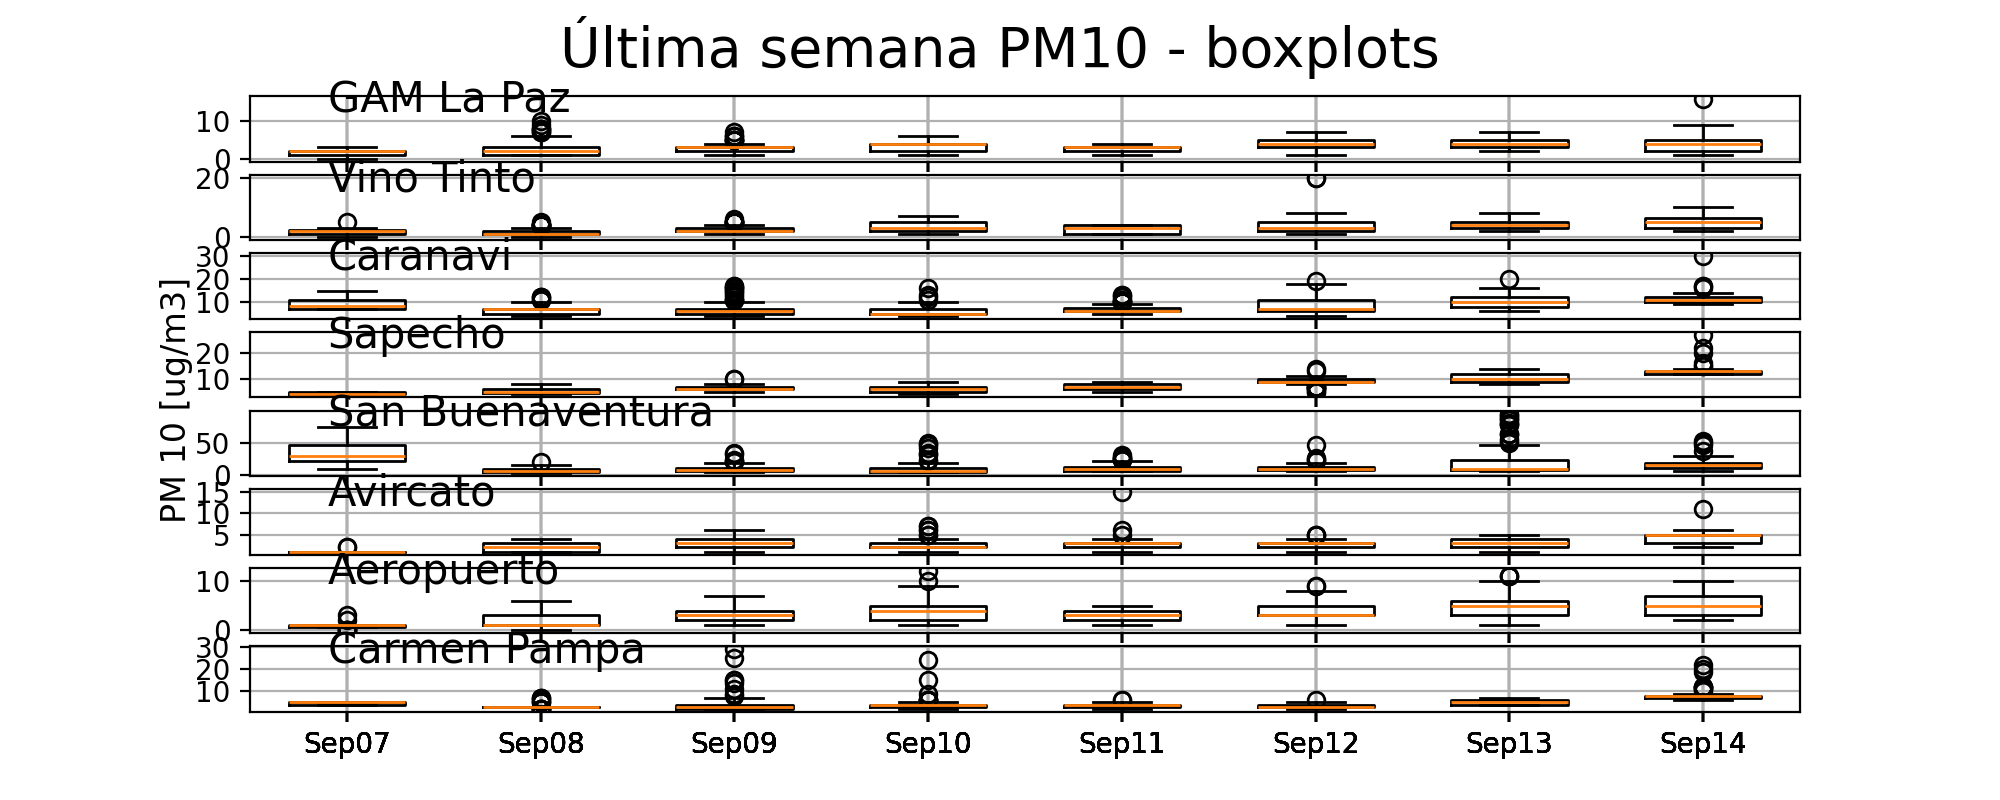 Última semana PM10 - boxplots
PM 10 [ug/m3]
GAM La Paz
10
0
Vino Tinto
20
0
Caranavi
30
20
10
Sapecho
20
10
San Buenaventura
50
0
Avircato
15
10
5
Aeropuerto
10
0
Carmen Pampa
30
20
10
Sep07 Sep08 Sep09 Sep10 Sep11 Sep12 Sep13 Sep14